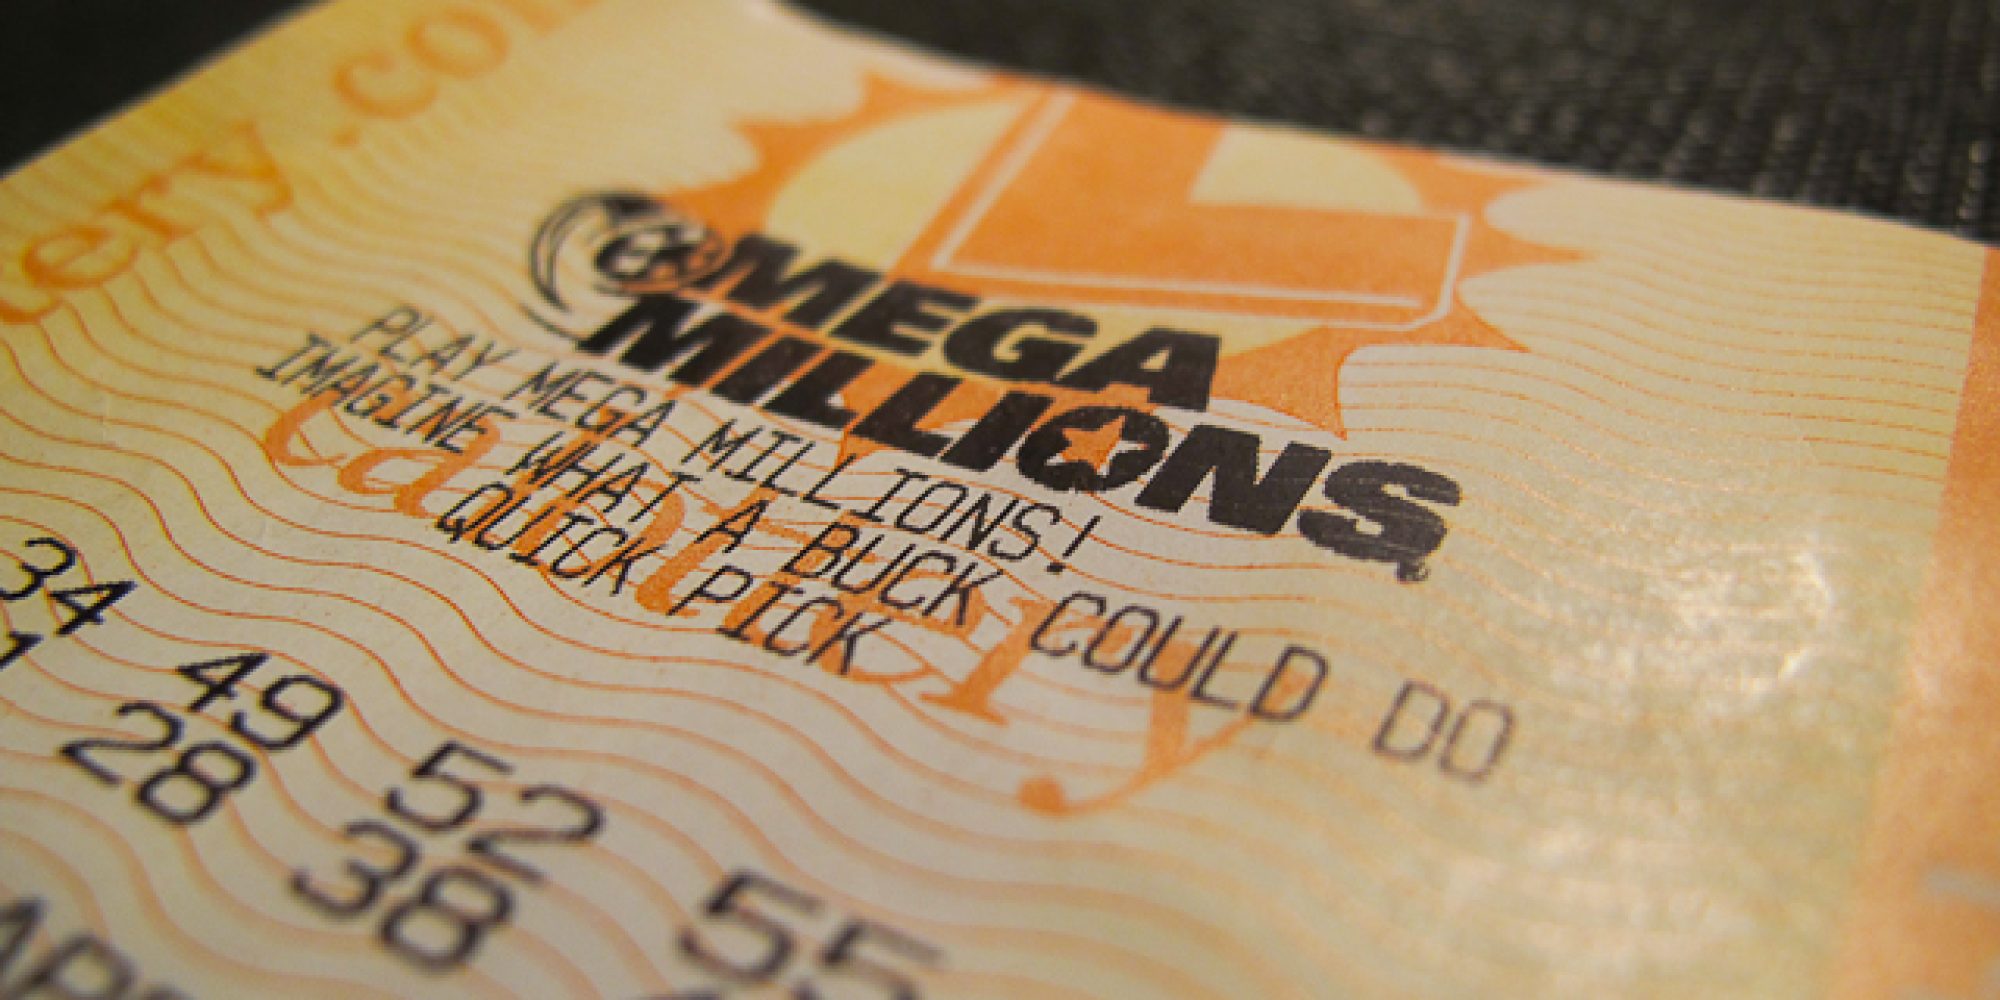 MEGA
MILLIONS
PLAY MEGA MILLIONS!
IMAGINE WHAT A BUCK COULD DO
QUICK PICK
34 49 52 55
28 38